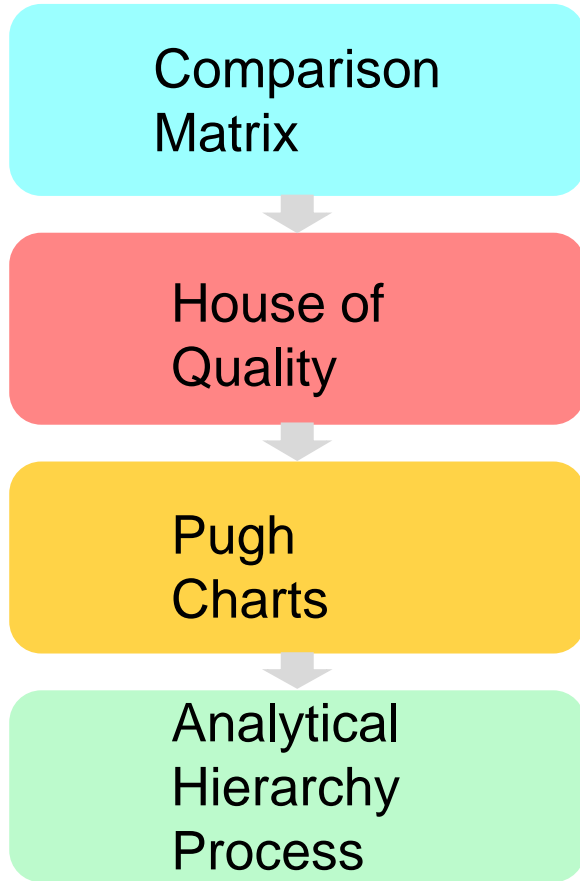 Comparison
Matrix
House of
Quality
Pugh
Charts
Analytical
Hierarchy
Process